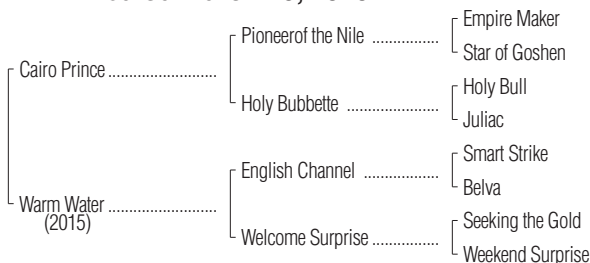 Pioneerof the Nile ................. Empire Maker
Star of Goshen
Cairo Prince ...........................
Holy Bubbette ....................... Holy Bull
Juliac
English Channel ................... Smart Strike
Belva
Warm Water ...........................
(2015)
Welcome Surprise ................. Seeking the Gold
Weekend Surprise